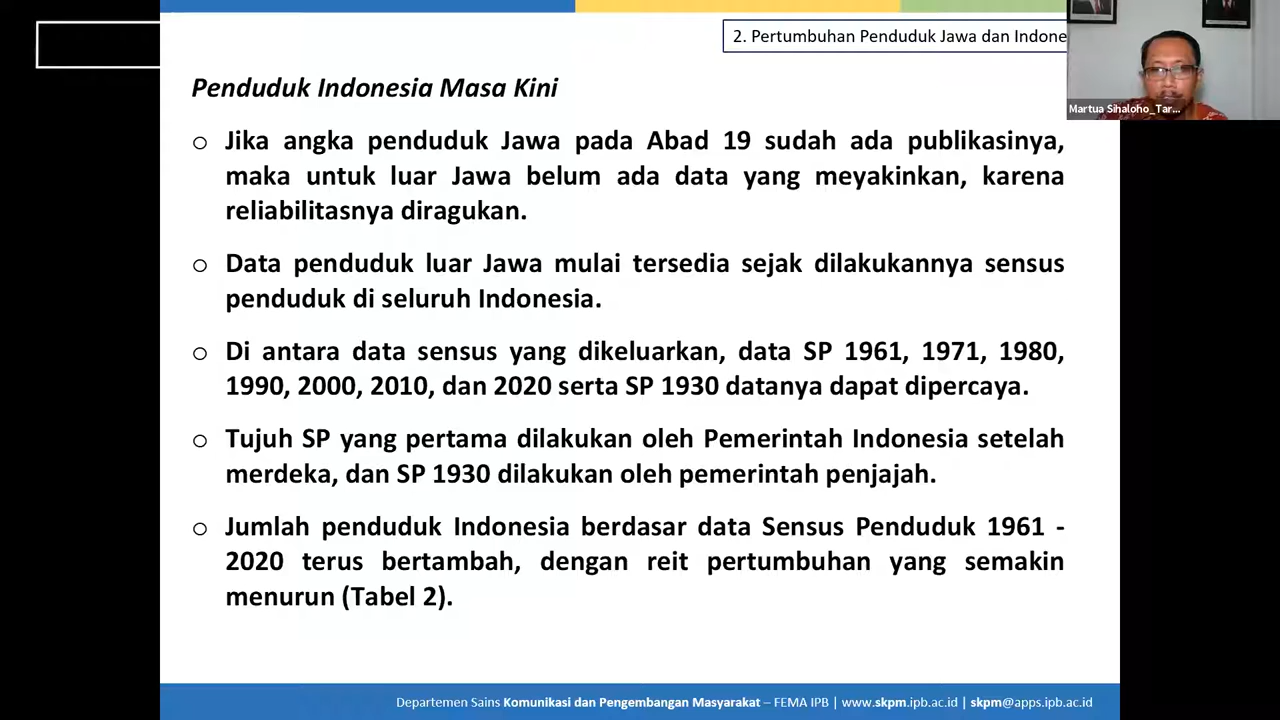 2. Pertumbuhan Penduduk Jawa dan Indone
Martua Sihaloho_Tar...
Penduduk Indonesia Masa Kini
o Jika angka penduduk Jawa pada Abad 19 sudah ada publikasinya,
maka untuk luar Jawa belum ada data yang meyakinkan, karena
reliabilitasnya diragukan.
o Data penduduk luar Jawa mulai tersedia sejak dilakukannya sensus
penduduk di seluruh Indonesia.
o Di antara data sensus yang dikeluarkan, data SP 1961, 1971, 1980,
1990, 2000, 2010, dan 2020 serta SP 1930 datanya dapat dipercaya.
o Tujuh SP yang pertama dilakukan oleh Pemerintah Indonesia setelah
merdeka, dan SP 1930 dilakukan oleh pemerintah penjajah.
o Jumlah penduduk Indonesia berdasar data Sensus Penduduk 1961 -
2020 terus bertambah, dengan reit pertumbuhan yang semakin
menurun (Tabel 2).
Departemen Sains Komunikasi dan Pengembangan Masyarakat – FEMA IPB | www.skpm.ipb.ac.id | skpm@apps.ipb.ac.id